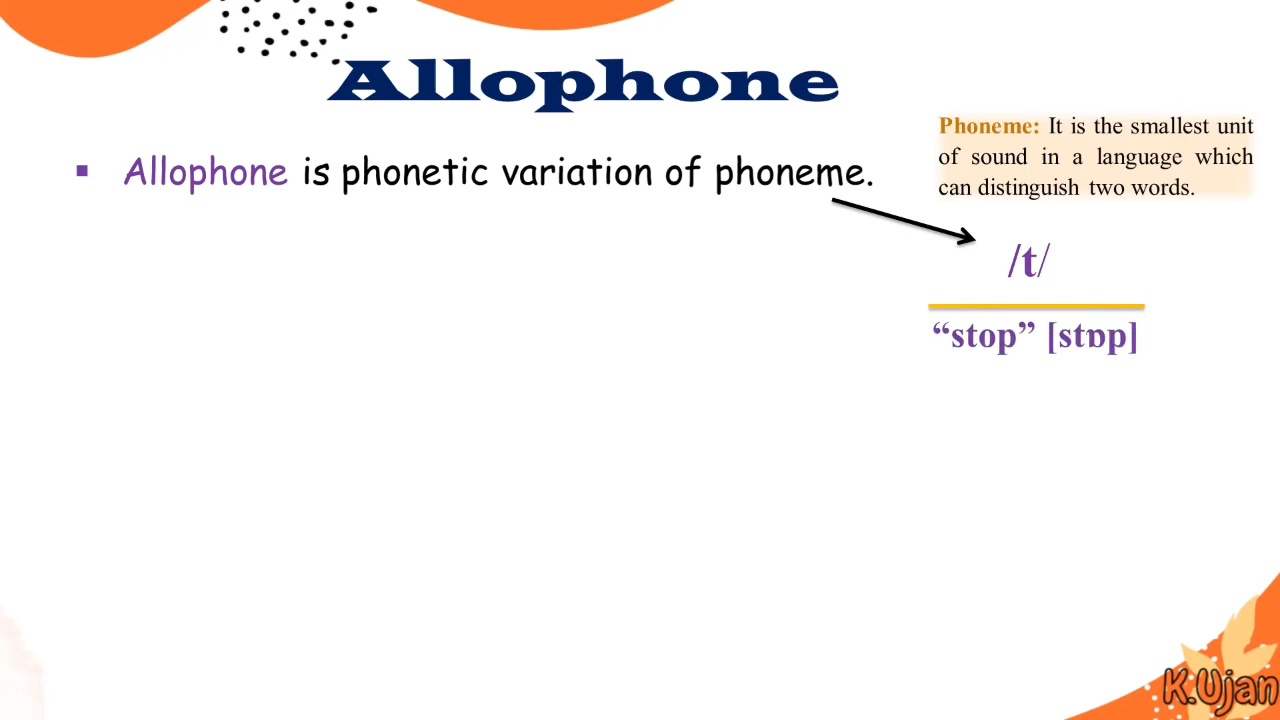 Allophone
▪ Allophone is phonetic variation of phoneme.
Phoneme: It is the smallest unit
of sound in a language which
can distinguish two words.
/t/
“stop” [stɒp]
K.Ujan